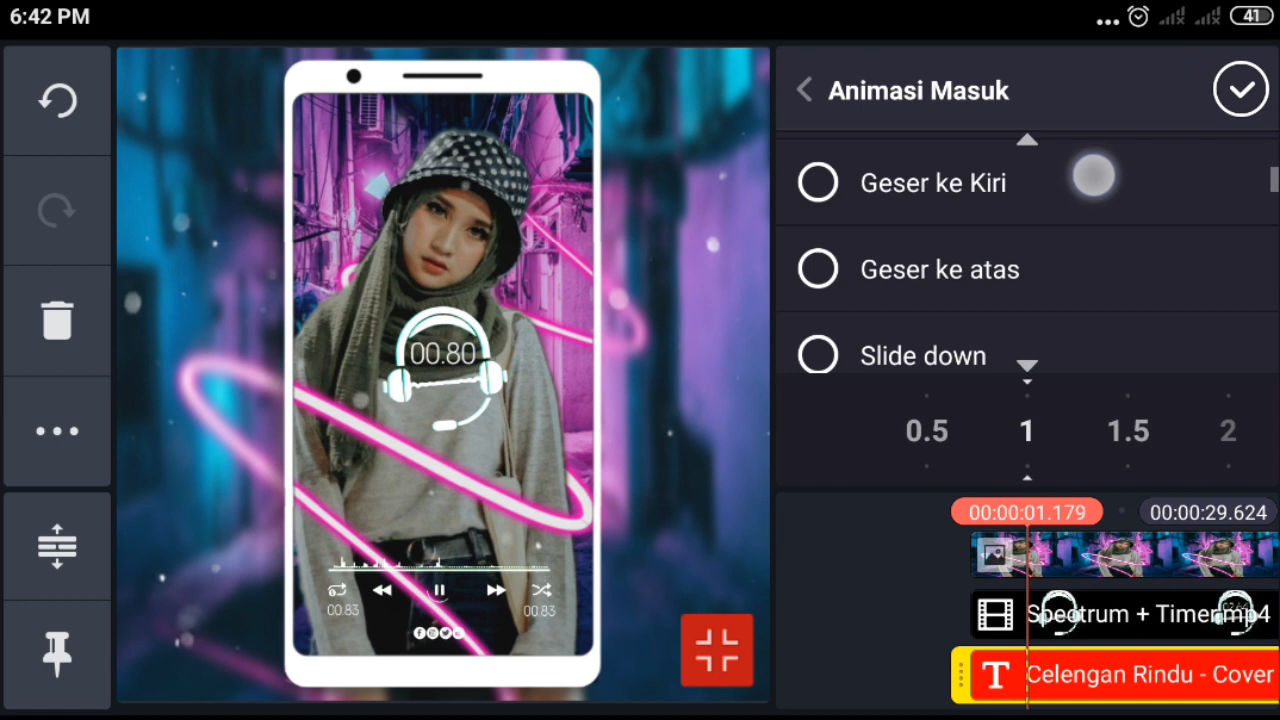 6:42 PM
41
Animasi Masuk
Geser ke Kiri
Geser ke atas
Slide down
0.5 1 1.5 2
00:00:01.179
00:00:29.624
Spectrum + Timer.mp4
T Celengan Rindu - Cover
00.80
00.83
00.83